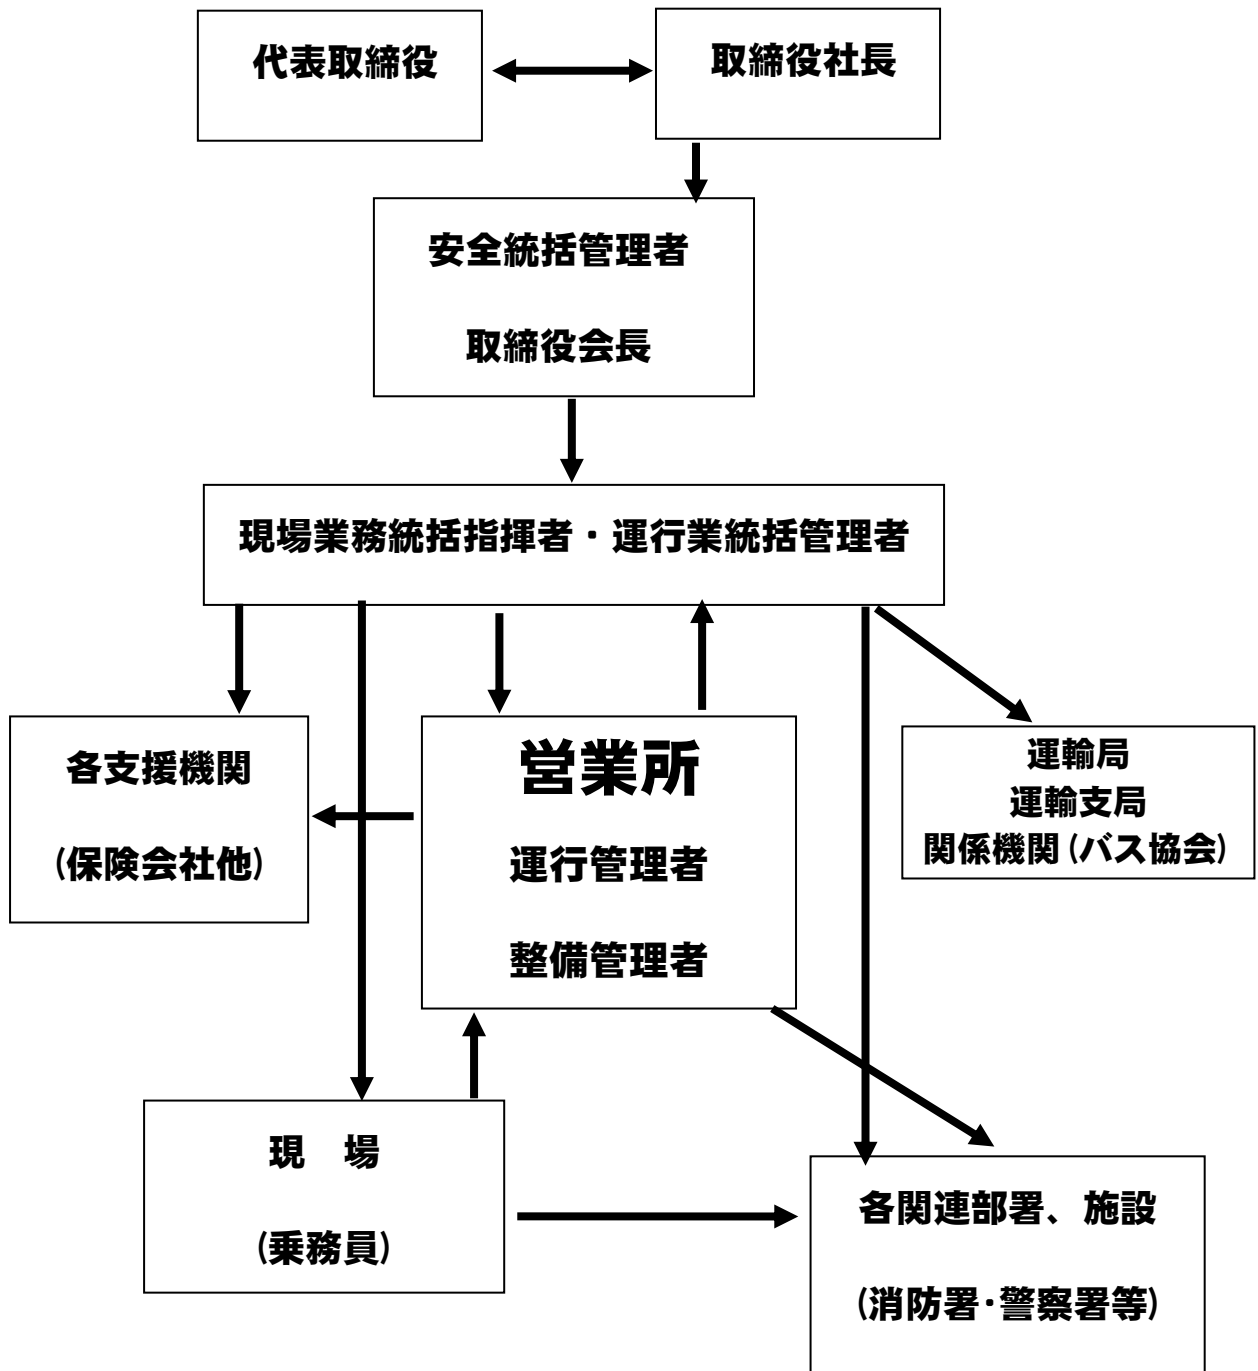 代表取締役
取締役社長
安全統括管理者
取締役会長
現場業務統括指揮者・運行業統括管理者
各支援機関
(保険会社他)
営業所
運行管理者
整備管理者
運輸局
運輸支局
関係機関(バス協会)
現　場
(乗務員)
各関連部署、施設
(消防署・警察署等)